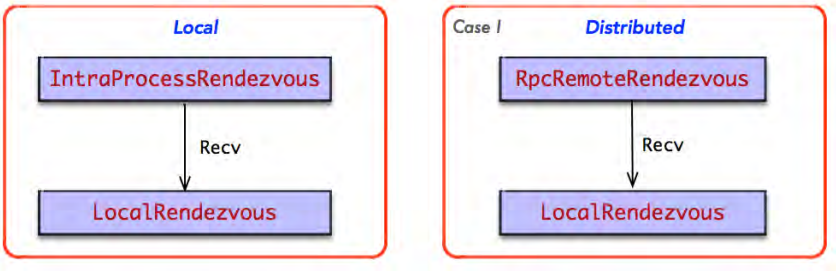 Local
IntraProcessRendezvous
Recv
LocalRendezvous
Case I
Distributed
RpcRemoteRendezvous
Recv
LocalRendezvous